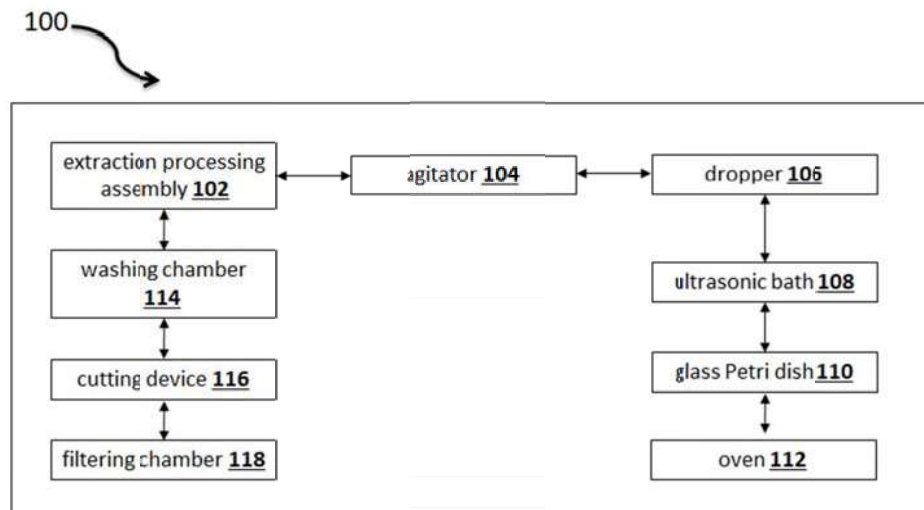 100
extraction processing
assembly 102
agitator 104
dropper 106
washing chamber
114
ultrasonic bath 108
cutting device 116
glass Petri dish 110
filtering chamber 118
oven 112